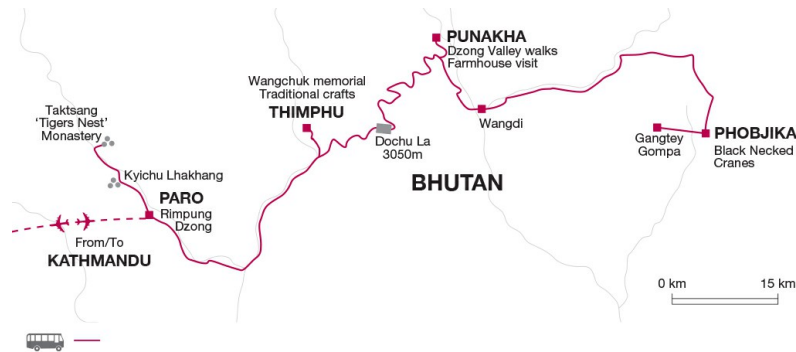 PUNAKHA
Dzong Valley walks
Farmhouse visit
Wangchuk memorial
Traditional crafts
THIMPHU
Taktsang
'Tigers Nest'
Monastery
Dochu La
3050m
Wangdi
Gangtey
Gompa
PHOBJIKA
Black Necked
Cranes
Kyichu Lhakhang
BHUTAN
PARO
Rimpung
Dzong
From/To
KATHMANDU
0 km
15 km